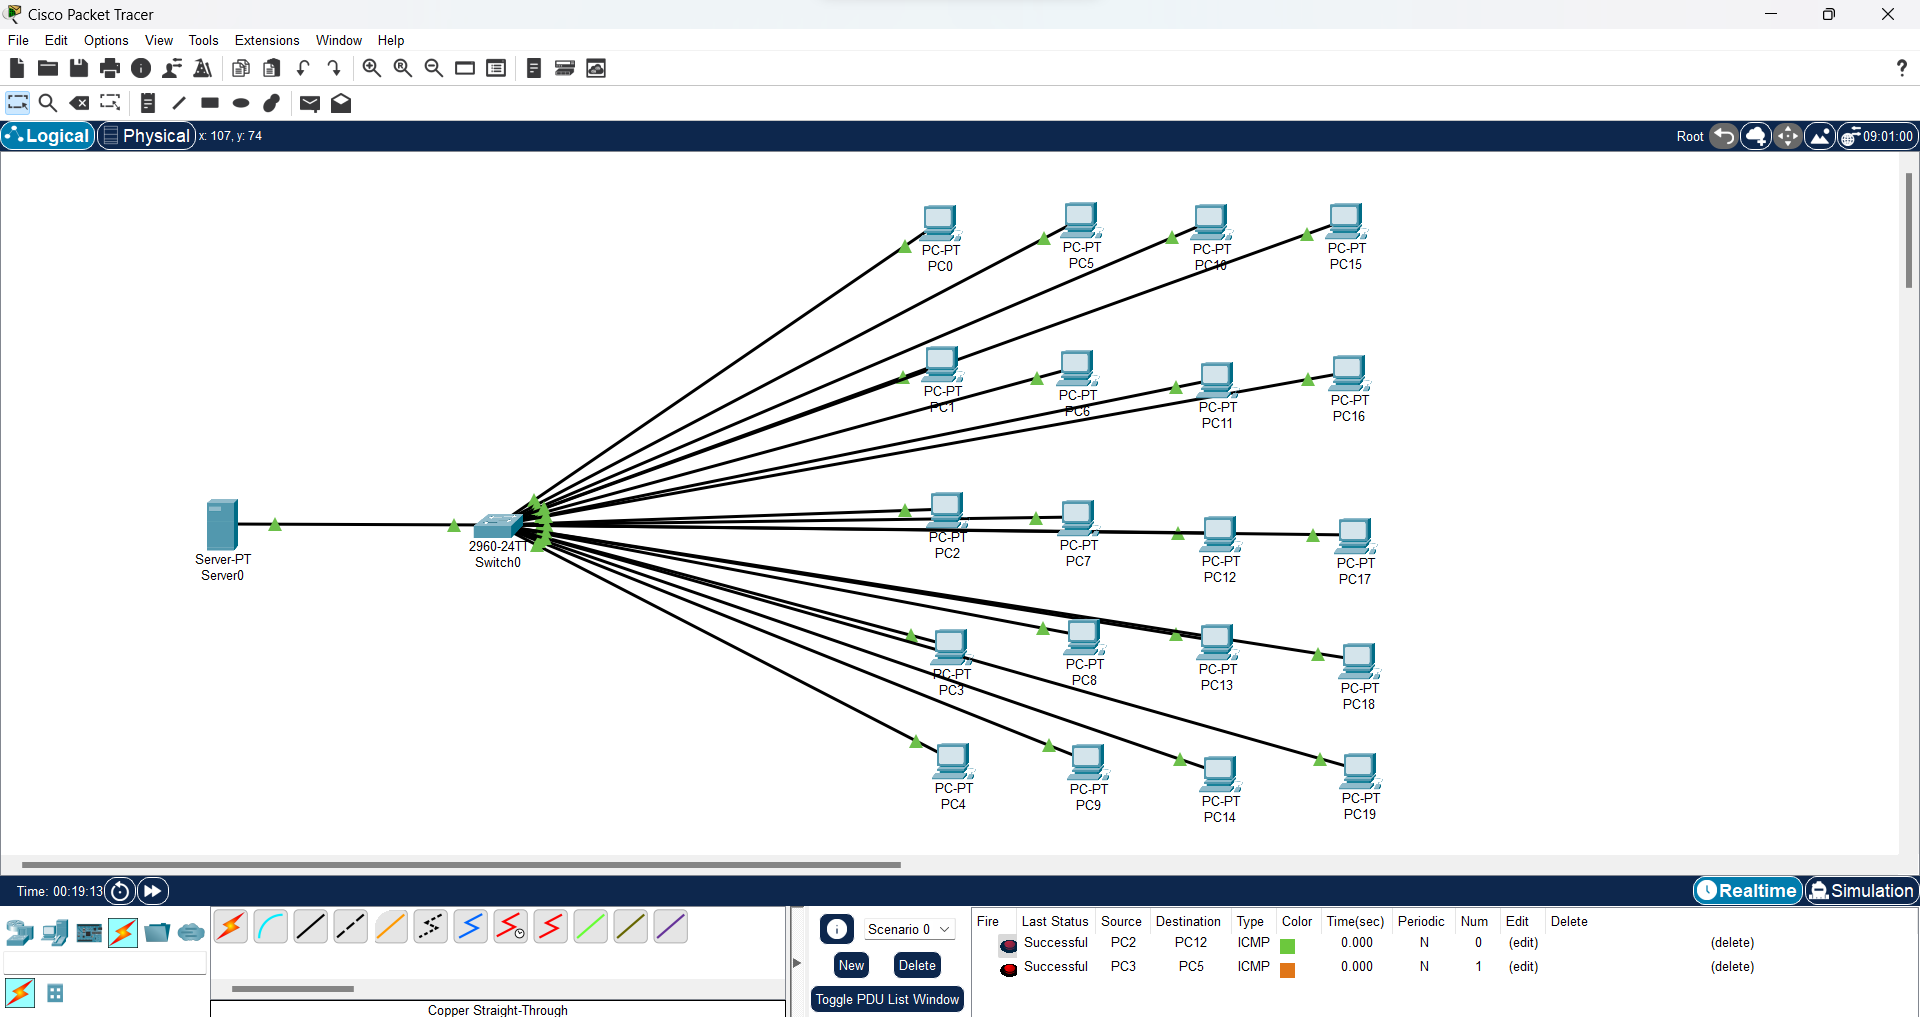 Cisco Packet Tracer
File Edit Options View Tools Extensions Window Help
Logical Physical x: 107, y: 74 Root 09:01:00
PC-PT
PC0
PC-PT
PC5
PC-PT
PC10
PC-PT
PC15
PC-PT
PC1
PC-PT
PC6
PC-PT
PC11
PC-PT
PC16
Server-PT
Server0
2960-24TT
Switch0
PC-PT
PC2
PC-PT
PC7
PC-PT
PC12
PC-PT
PC17
PC-PT
PC3
PC-PT
PC8
PC-PT
PC13
PC-PT
PC18
PC-PT
PC4
PC-PT
PC9
PC-PT
PC14
PC-PT
PC19
Time: 00:19:13 Realtime Simulation
Scenario 0
New Delete
Toggle PDU List Window
Fire Last Status Source Destination Type Color Time(sec) Periodic Num Edit Delete
Successful PC2 PC12 ICMP 0.000 N 0 (edit) (delete)
Successful PC3 PC5 ICMP 0.000 N 1 (edit) (delete)
Copper Straight-Through